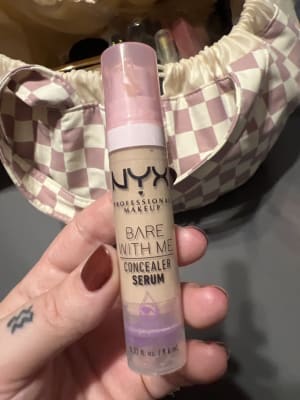 NYX
PROFESSIONAL
MAKEUP
BARE
WITH ME
CONCEALER
SERUM